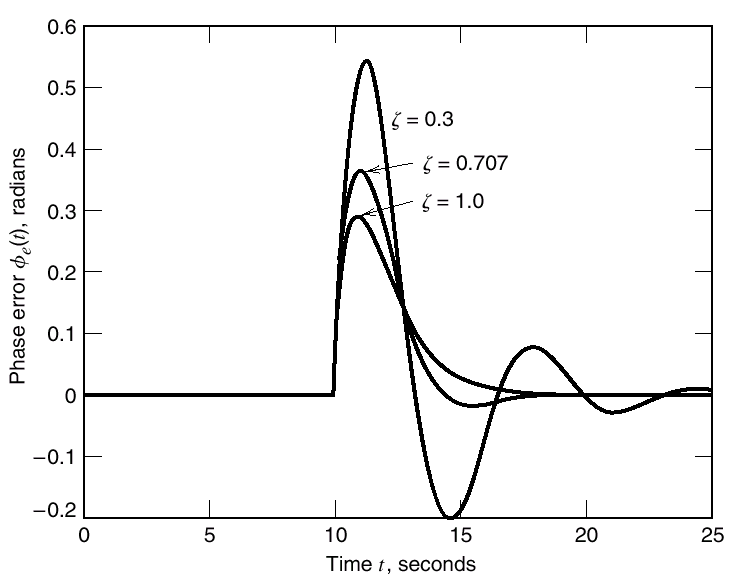 0.6
0.5
0.4
0.3
0.2
0.1
0
−0.1
−0.2
Phase error ϕe(t), radians
ζ = 0.3
ζ = 0.707
ζ = 1.0
0 5 10 15 20 25
Time t, seconds